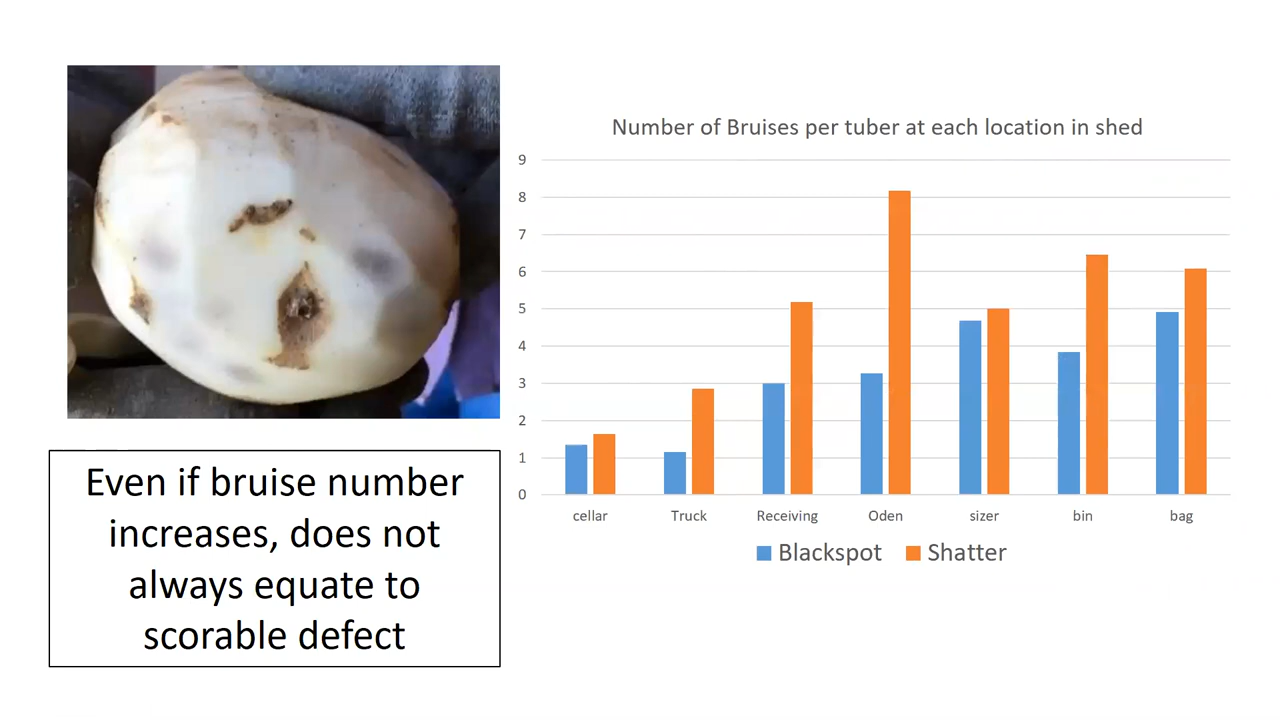 Number of Bruises per tuber at each location in shed
9
8
7
6
5
4
3
2
1
0
cellar Truck Receiving Oden sizer bin bag
Blackspot Shatter
Even if bruise number
increases, does not
always equate to
scorable defect